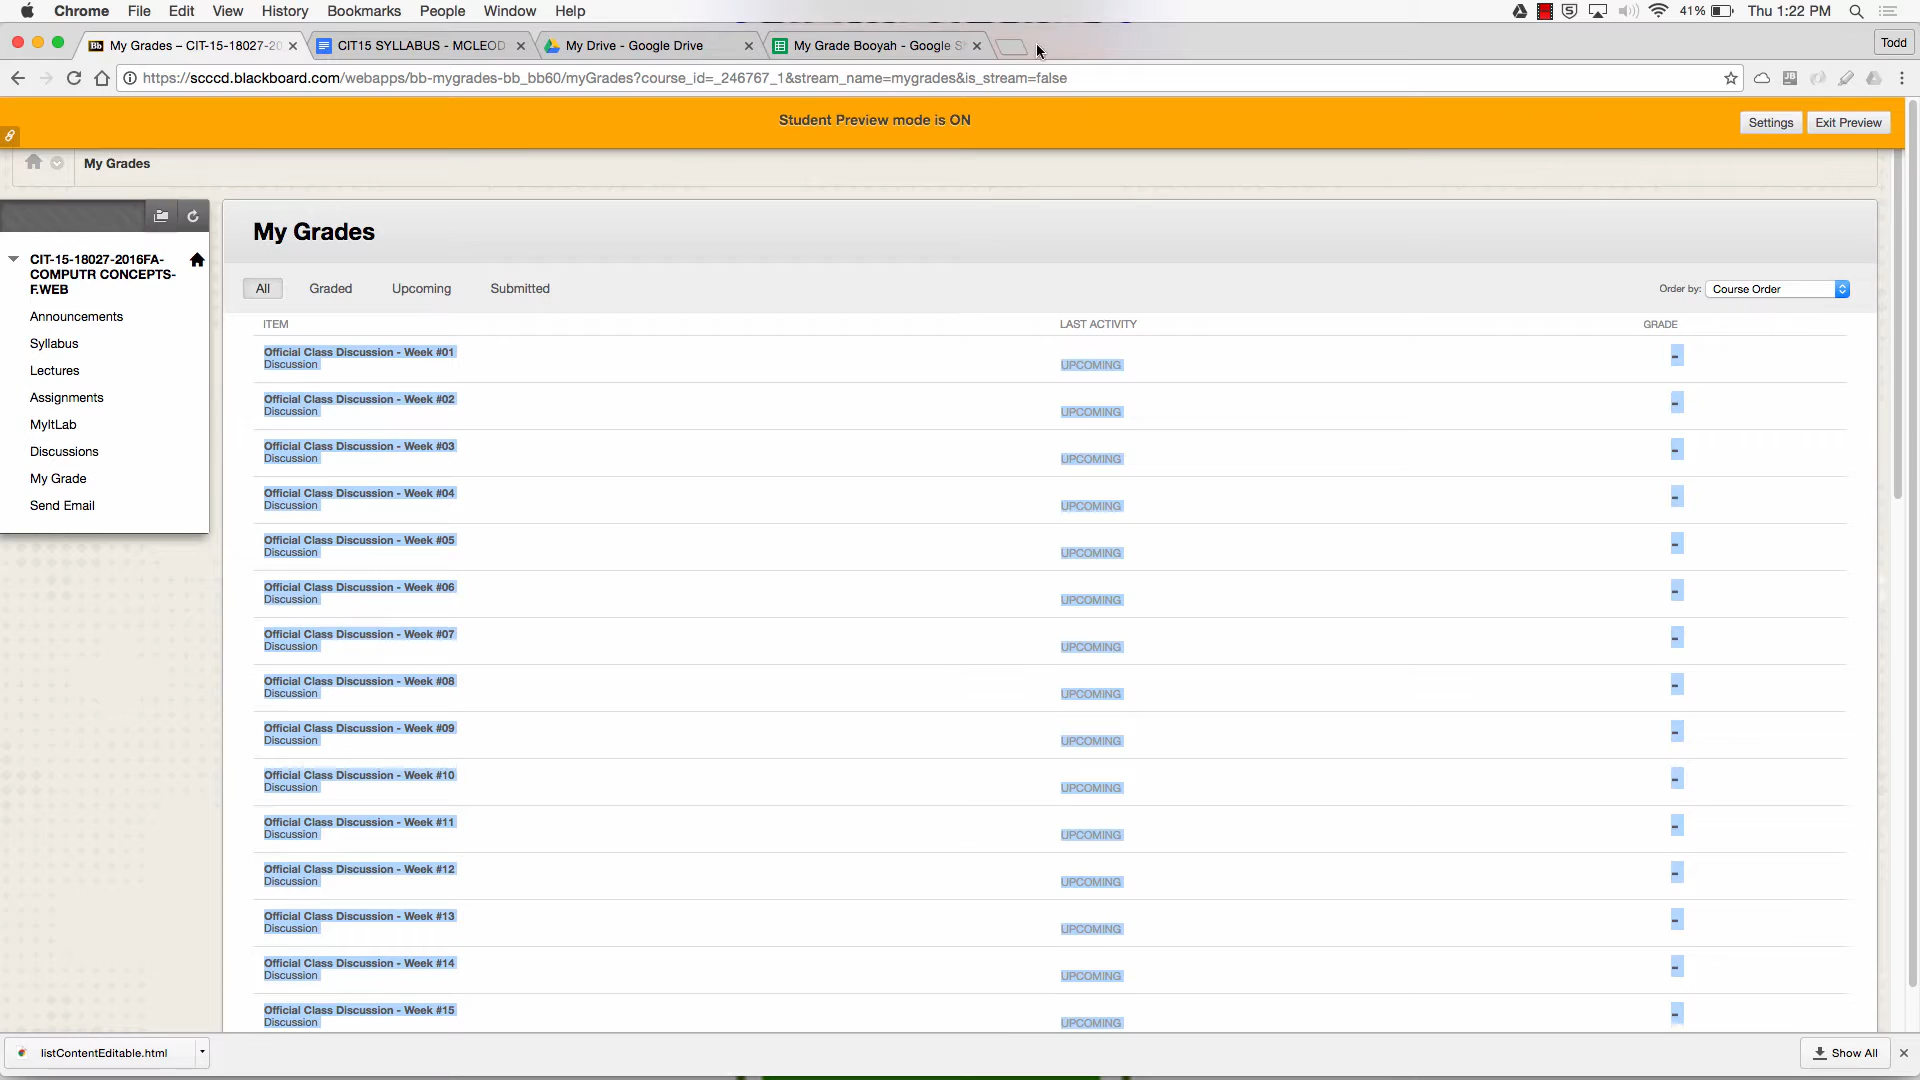 Chrome File Edit View History Bookmarks People Window Help 41% Thu 1:22 PM
Bb My Grades – CIT-15-18027-20 CIT15 SYLLABUS - MCLEOD My Drive - Google Drive My Grade Booyah - Google S Todd
https://scccd.blackboard.com/webapps/bb-mygrades-bb_bb60/myGrades?course_id=_246767_1&stream_name=mygrades&is_stream=false
Student Preview mode is ON Settings Exit Preview
My Grades
My Grades
CIT-15-18027-2016FA-
COMPUTR CONCEPTS-
F.WEB
Announcements
Syllabus
Lectures
Assignments
MyItLab
Discussions
My Grade
Send Email
All Graded Upcoming Submitted Order by: Course Order
ITEM LAST ACTIVITY GRADE
Official Class Discussion - Week #01
Discussion UPCOMING -
Official Class Discussion - Week #02
Discussion UPCOMING -
Official Class Discussion - Week #03
Discussion UPCOMING -
Official Class Discussion - Week #04
Discussion UPCOMING -
Official Class Discussion - Week #05
Discussion UPCOMING -
Official Class Discussion - Week #06
Discussion UPCOMING -
Official Class Discussion - Week #07
Discussion UPCOMING -
Official Class Discussion - Week #08
Discussion UPCOMING -
Official Class Discussion - Week #09
Discussion UPCOMING -
Official Class Discussion - Week #10
Discussion UPCOMING -
Official Class Discussion - Week #11
Discussion UPCOMING -
Official Class Discussion - Week #12
Discussion UPCOMING -
Official Class Discussion - Week #13
Discussion UPCOMING -
Official Class Discussion - Week #14
Discussion UPCOMING -
Official Class Discussion - Week #15
Discussion UPCOMING -
listContentEditable.html Show All